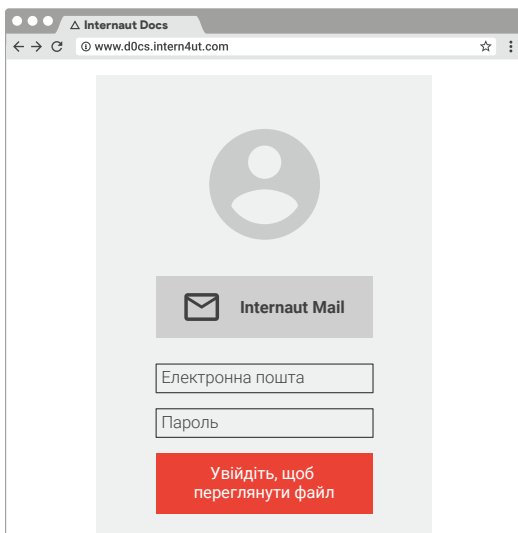 Internaut Docs
www.d0cs.intern4ut.com
Internaut Mail
Електронна пошта
Пароль
Увійдіть, щоб
переглянути файл